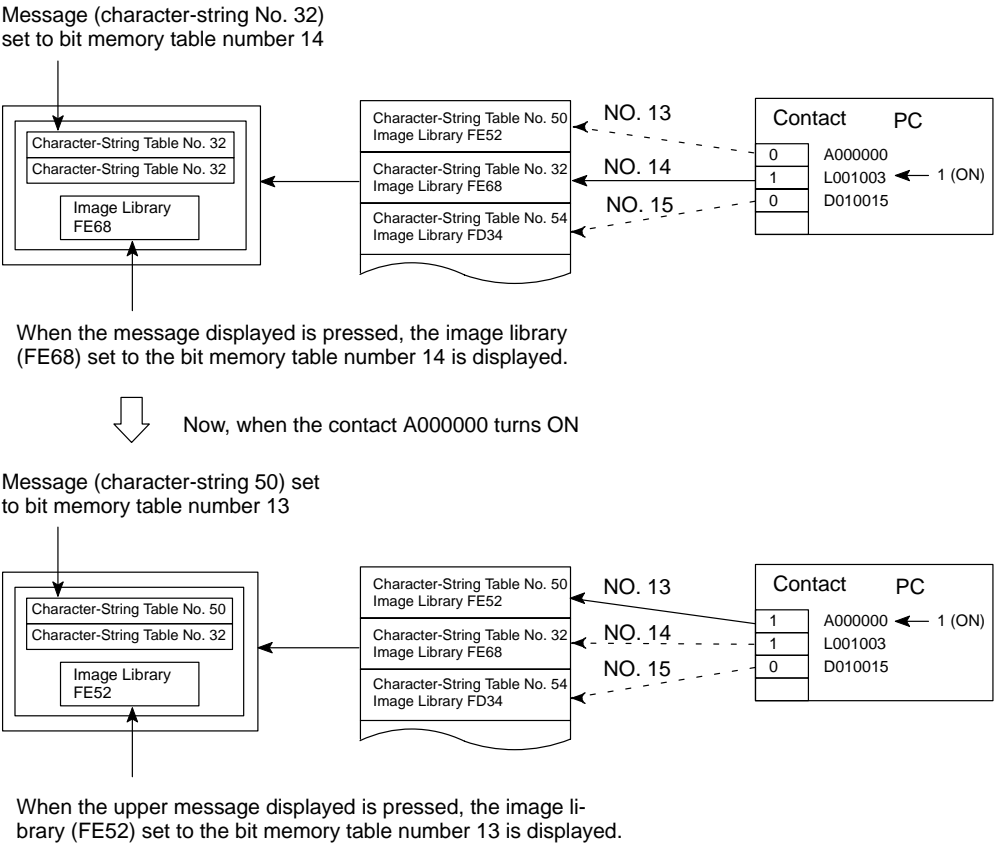 Message (character-string No. 32)
set to bit memory table number 14
Character-String Table No. 32
Character-String Table No. 32
Image Library
FE68
Character-String Table No. 50
Image Library FE52
Character-String Table No. 32
Image Library FE68
Character-String Table No. 54
Image Library FD34
NO. 13
NO. 14
NO. 15
Contact PC
0 A000000
1 L001003 1 (ON)
0 D010015
When the message displayed is pressed, the image library
(FE68) set to the bit memory table number 14 is displayed.
Now, when the contact A000000 turns ON
Message (character-string 50) set
to bit memory table number 13
Character-String Table No. 50
Character-String Table No. 32
Image Library
FE52
Character-String Table No. 50
Image Library FE52
Character-String Table No. 32
Image Library FE68
Character-String Table No. 54
Image Library FD34
NO. 13
NO. 14
NO. 15
Contact PC
1 A000000 1 (ON)
1 L001003
0 D010015
When the upper message displayed is pressed, the image li-
brary (FE52) set to the bit memory table number 13 is displayed.